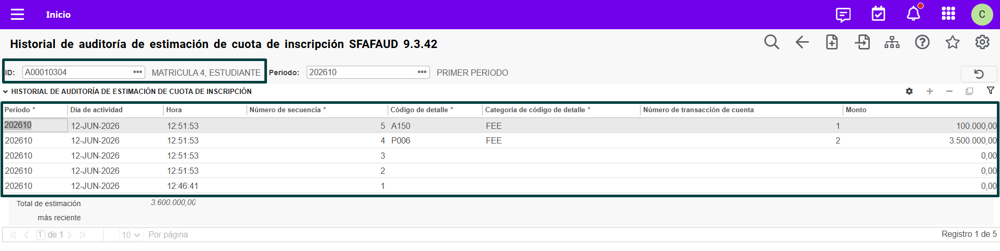 Inicio
C
Historial de auditoría de estimación de cuota de inscripción SFAFAUD 9.3.42
ID: A00010304 ••• MATRICULA 4, ESTUDIANTE Periodo: 202610 ••• PRIMER PERIODO
HISTORIAL DE AUDITORÍA DE ESTIMACIÓN DE CUOTA DE INSCRIPCIÓN
Periodo * Día de actividad Hora Número de secuencia * Código de detalle * Categoría de código de detalle * Número de transacción de cuenta Monto
202610 12-JUN-2026 12:51:53 5 A150 FEE 1 100.000,00
202610 12-JUN-2026 12:51:53 4 P006 FEE 2 3.500.000,00
202610 12-JUN-2026 12:51:53 3 0,00
202610 12-JUN-2026 12:51:53 2 0,00
202610 12-JUN-2026 12:46:41 1 0,00
Total de estimación 3.600.000,00
más reciente
1 de 1 10 Por página Registro 1 de 5